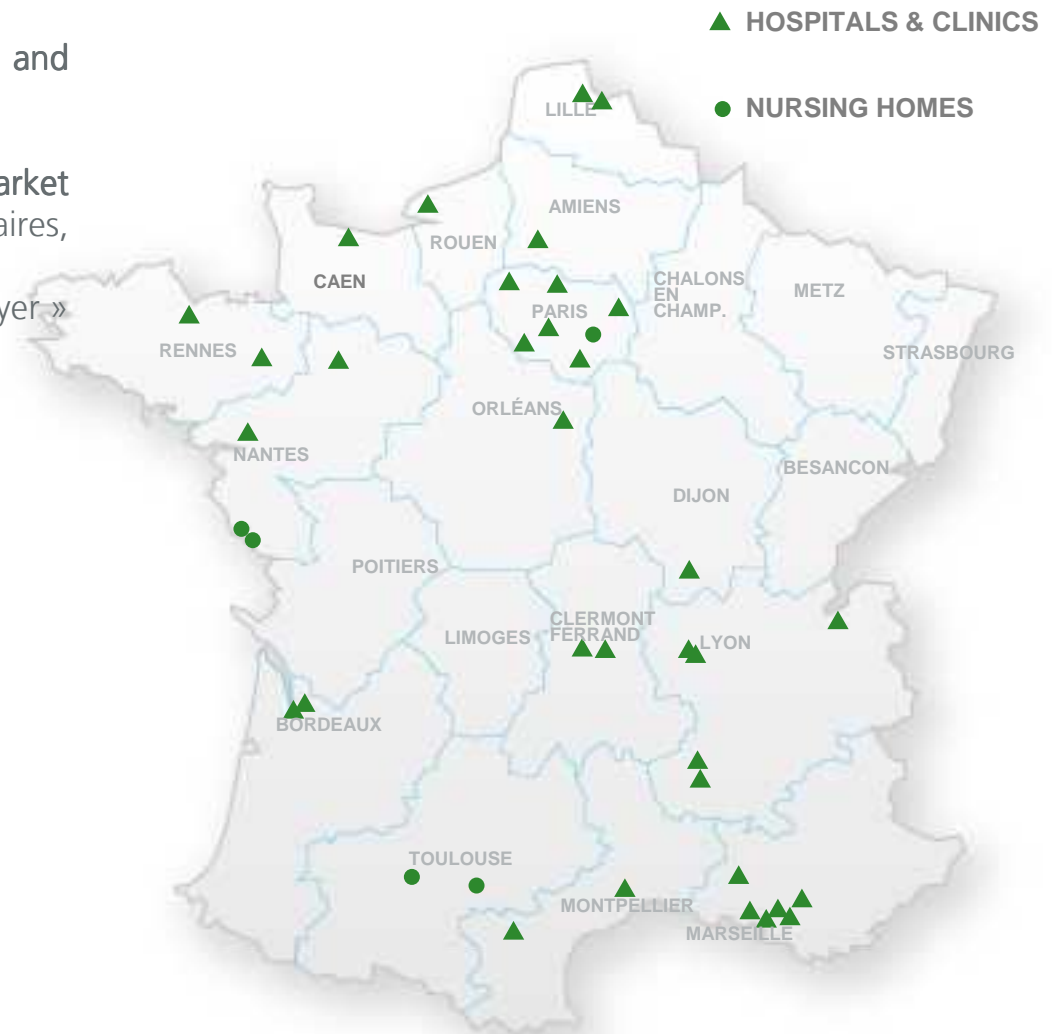 and
arket
aires,
yer »
HOSPITALS & CLINICS
NURSING HOMES
LILLE
AMIENS
ROUEN
CAEN
CHALONS
EN
CHAMP.
METZ
PARIS
STRASBOURG
RENNES
ORLÉANS
NANTES
BESANCON
DIJON
POITIERS
CLERMONT
FERRAND
LIMOGES
LYON
BORDEAUX
TOULOUSE
MONTPELLIER
MARSEILLE